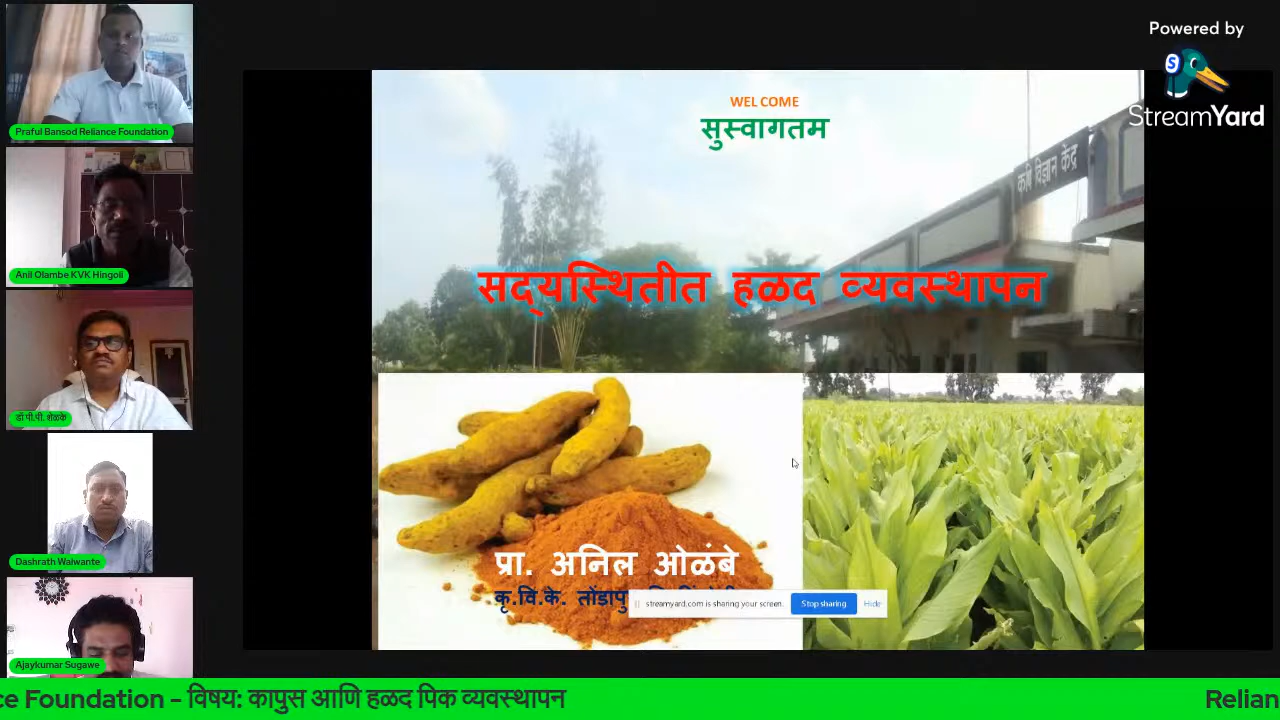 Powered by
StreamYard
Praful Bansod Reliance Foundation
Anil Olambe KVK Hingoli
डॉ पी.पी. शेळके
Dashrath Walwante
Ajaykumar Sugawe
WEL COME
सुस्वागतम
कृषि विज्ञान केंद्र
सद्यस्थितीत हळद व्यवस्थापन
प्रा. अनिल ओळंबे
कृ.वि.के.
streamyard.com is sharing your screen.
Stop sharing
Hide
ce Foundation - विषय: कापुस आणि हळद पिक व्यवस्थापन
Relian